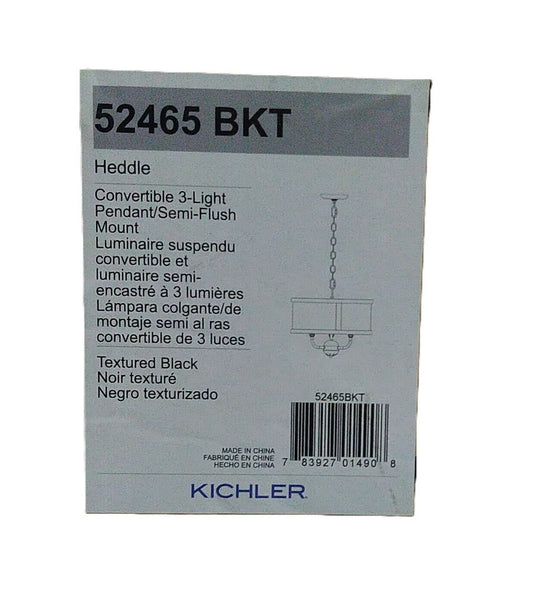 52465 BKT
Heddle
Convertible 3-Light
Pendant/Semi-Flush
Mount
Luminaire suspendu
convertible et
luminaire semi-
encastré à 3 lumières
Lámpara colgante/de
montaje semi al ras
convertible de 3 luces
Textured Black
Noir texturé
Negro texturizado
52465BKT
MADE IN CHINA
FABRIQUÉ EN CHINE
HECHO EN CHINA
7 83927 01490 8
KICHLER